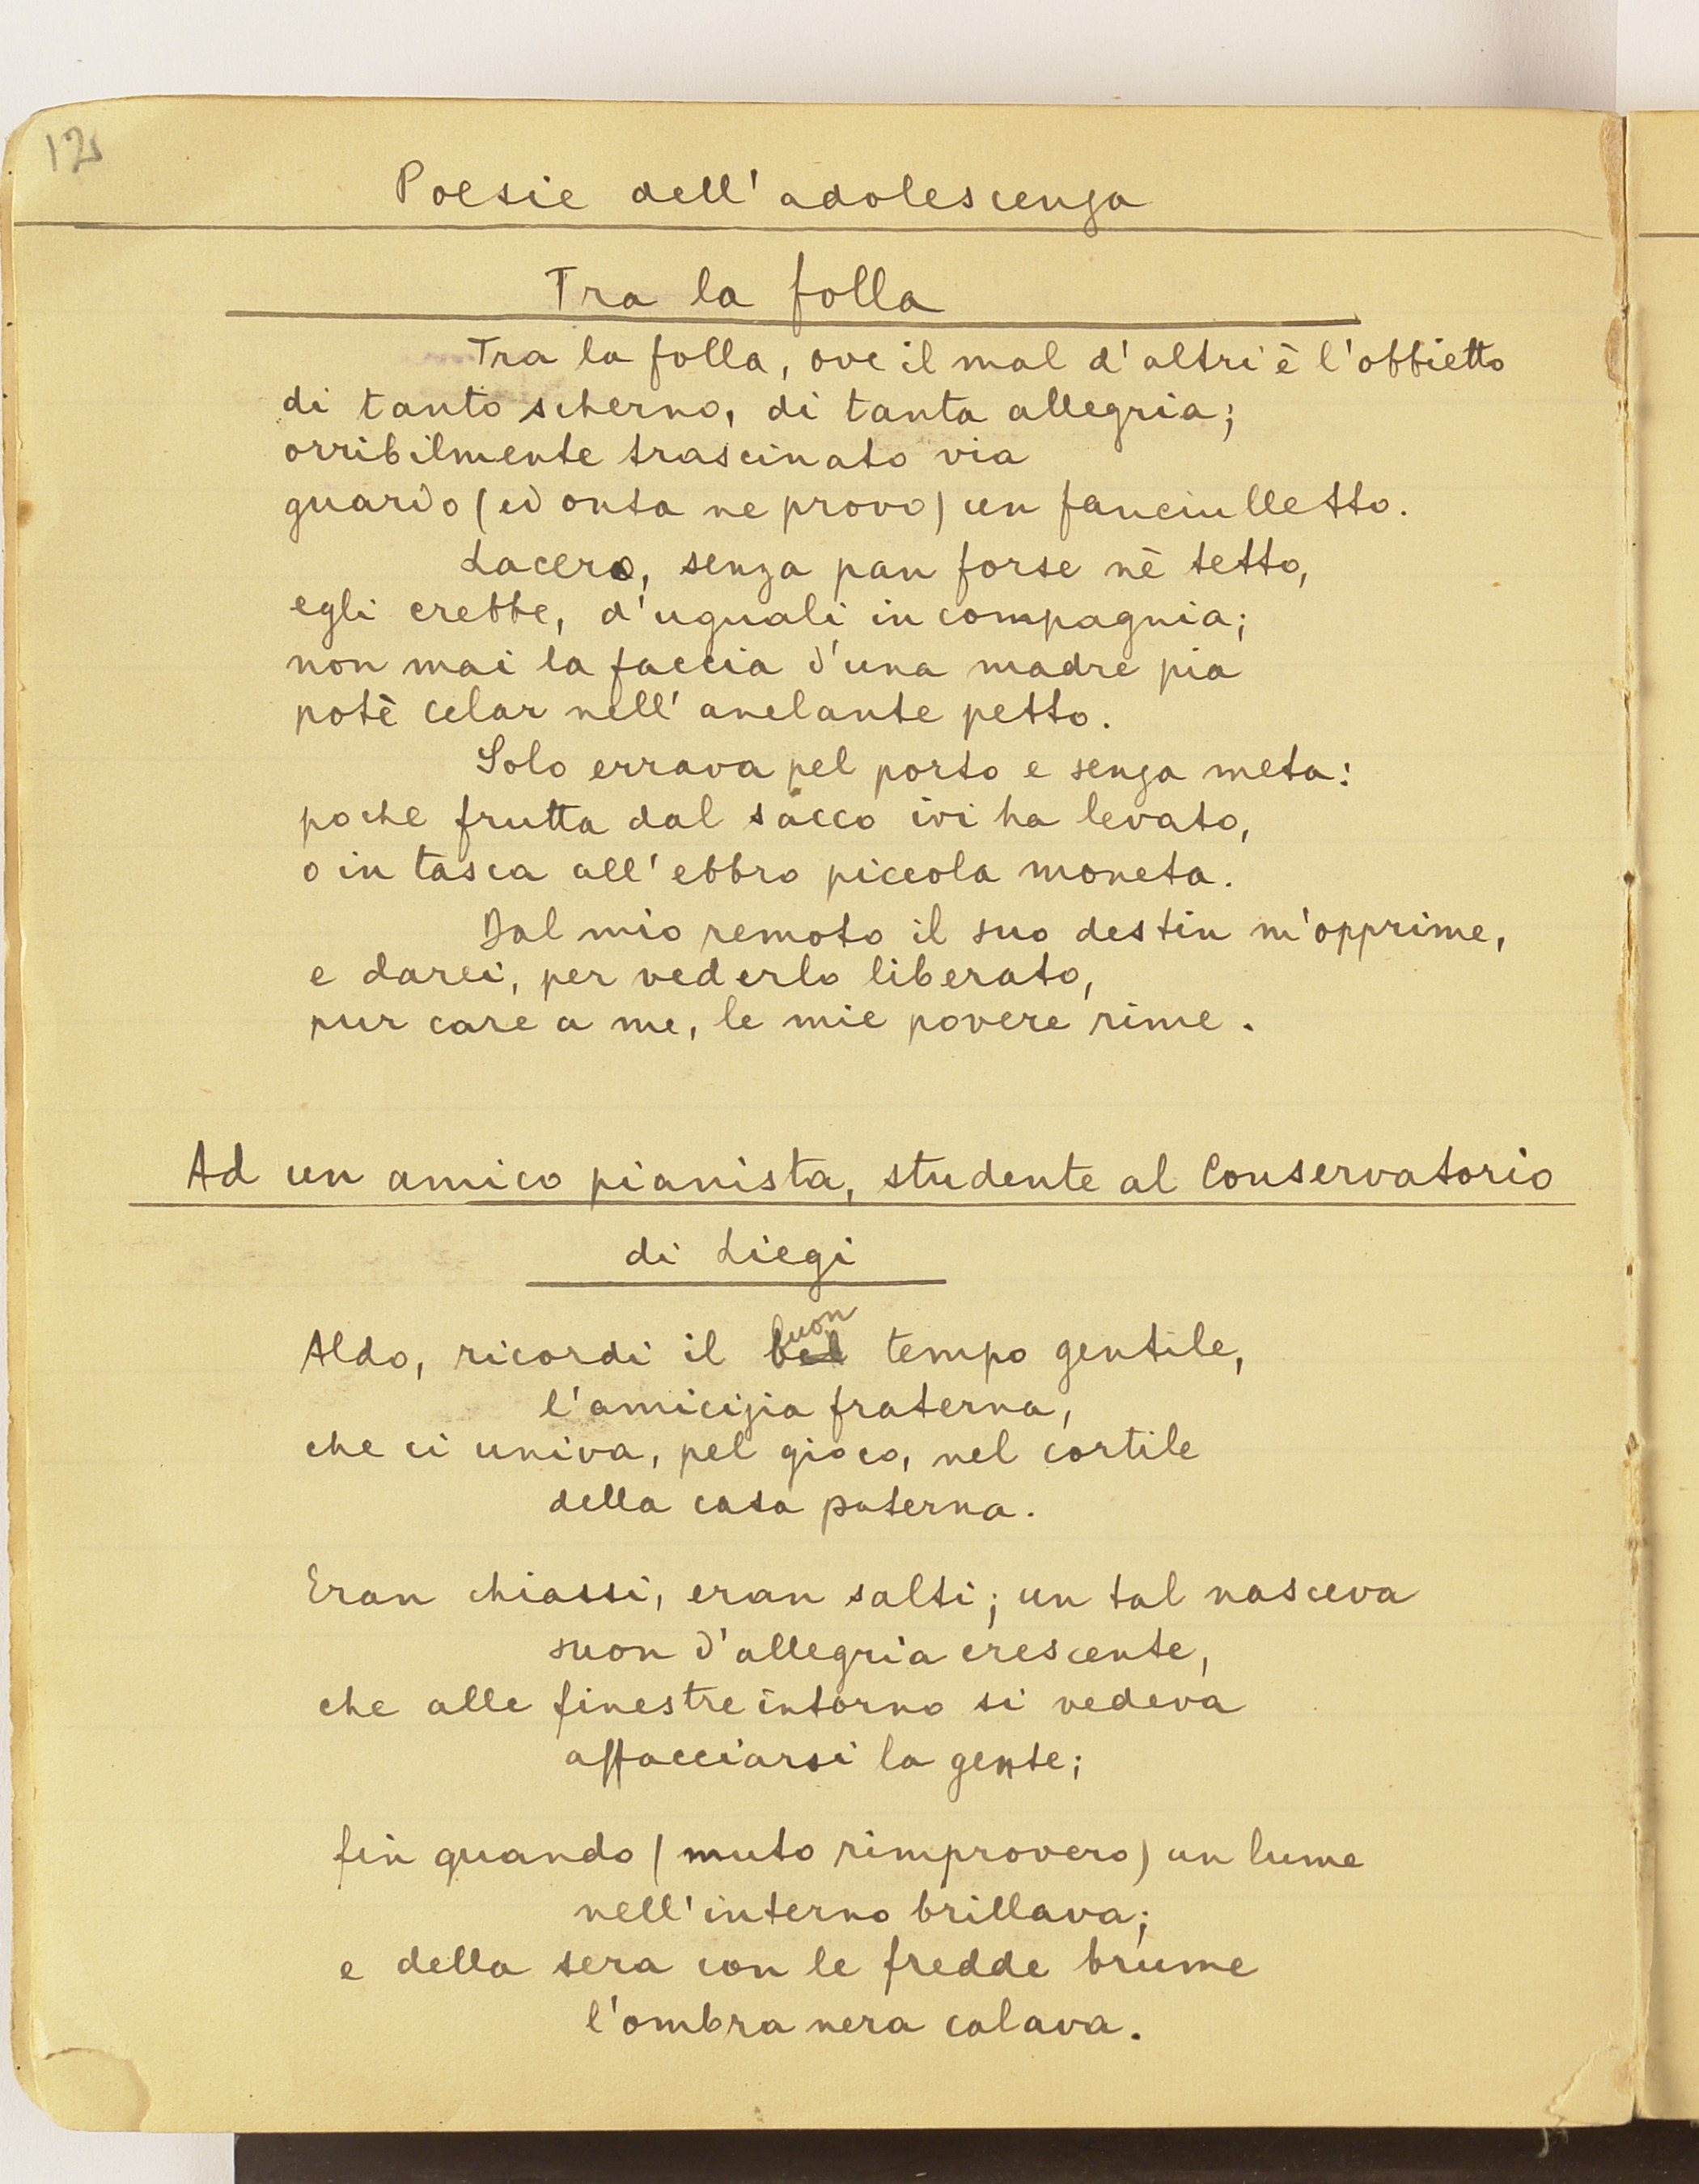 12
Poesie dell'adolescenza
Tra la folla
Tra la folla, ove il mal d'altri è l'obbietto
di tanto scherno, di tanta allegria;
orribilmente trascinato via
guardo (ed onta ne provo) un fanciulletto.
Lacero, senza pan forse nè tetto,
egli crebbe, d'uguali in compagnia;
non mai la faccia d'una madre pia
potè celar nell'anelante petto.
Solo errava pel porto e senza meta:
poche frutta dal sacco ivi ha levato,
o in tasca all'ebbro piccola moneta.
Dal mio remoto il suo destin m'opprime,
e darei, per vederlo liberato,
pur care a me, le mie povere rime.
Ad un amico pianista, studente al Conservatorio
di Liegi
buon
Aldo, ricordi il bel tempo gentile,
l'amicizia fraterna,
che ci univa, pel gioco, nel cortile
della casa paterna.
Eran chiassi, eran salti; un tal nasceva
suon d'allegria crescente,
che alle finestre intorno si vedeva
affacciarsi la gente;
fin quando (muto rimprovero) un lume
nell'interno brillava;
e della sera con le fredde brume
l'ombra nera calava.